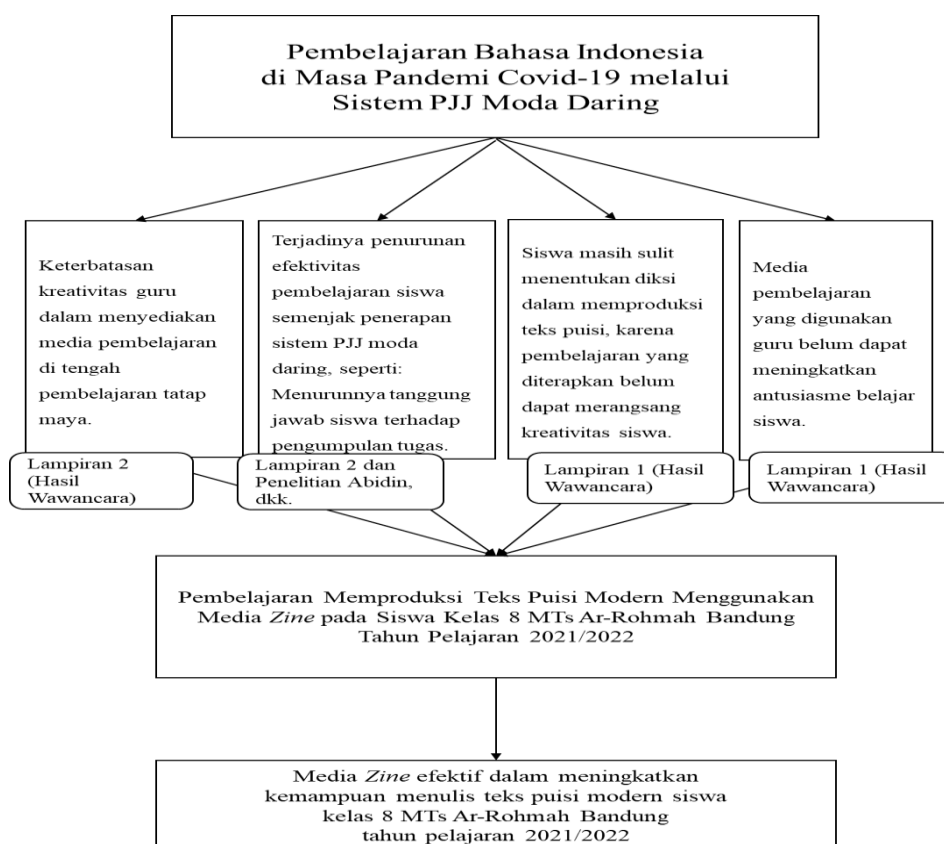 Pembelajaran Bahasa Indonesia
di Masa Pandemi Covid-19 melalui
Sistem PJJ Moda Daring
Keterbatasan
kreativitas guru
dalam menyediakan
media pembelajaran
di tengah
pembelajaran tatap
maya.
Lampiran 2
(Hasil
Wawancara)
Terjadinya penurunan
efektivitas
pembelajaran siswa
semenjak penerapan
sistem PJJ moda
daring, seperti:
Menurunnya tanggung
jawab siswa terhadap
pengumpulan tugas.
Lampiran 2 dan
Penelitian Abidin,
dkk.
Siswa masih sulit
menentukan diksi
dalam memproduksi
teks puisi, karena
pembelajaran yang
diterapkan belum
dapat merangsang
kreativitas siswa.
Lampiran 1 (Hasil
Wawancara)
Media
pembelajaran
yang digunakan
guru belum dapat
meningkatkan
antusiasme belajar
siswa.
Lampiran 1 (Hasil
Wawancara)
Pembelajaran Memproduksi Teks Puisi Modern Menggunakan
Media Zine pada Siswa Kelas 8 MTs Ar-Rohmah Bandung
Tahun Pelajaran 2021/2022
Media Zine efektif dalam meningkatkan
kemampuan menulis teks puisi modern siswa
kelas 8 MTs Ar-Rohmah Bandung
tahun pelajaran 2021/2022